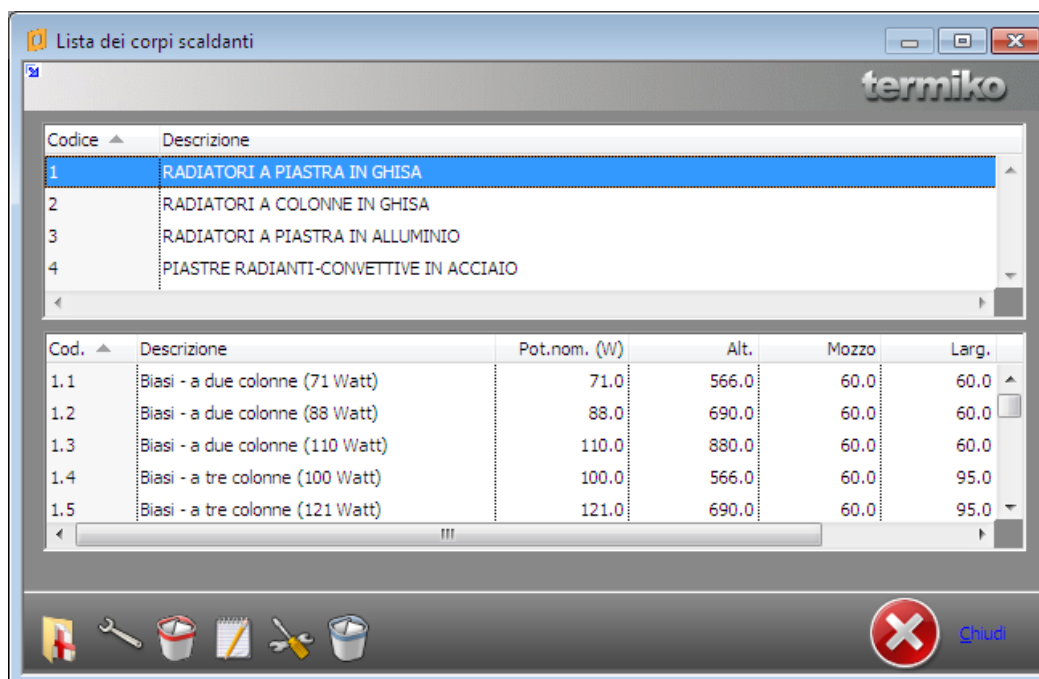 Lista dei corpi scaldanti
termiko
Codice Descrizione
1 RADIATORI A PIASTRA IN GHISA
2 RADIATORI A COLONNE IN GHISA
3 RADIATORI A PIASTRA IN ALLUMINIO
4 PIASTRE RADIANTI-CONVETTIVE IN ACCIAIO
Cod. Descrizione Pot.nom. (W) Alt. Mozzo Larg.
1.1 Biasi - a due colonne (71 Watt) 71.0 566.0 60.0 60.0
1.2 Biasi - a due colonne (88 Watt) 88.0 690.0 60.0 60.0
1.3 Biasi - a due colonne (110 Watt) 110.0 880.0 60.0 60.0
1.4 Biasi - a tre colonne (100 Watt) 100.0 566.0 60.0 95.0
1.5 Biasi - a tre colonne (121 Watt) 121.0 690.0 60.0 95.0
Chiudi